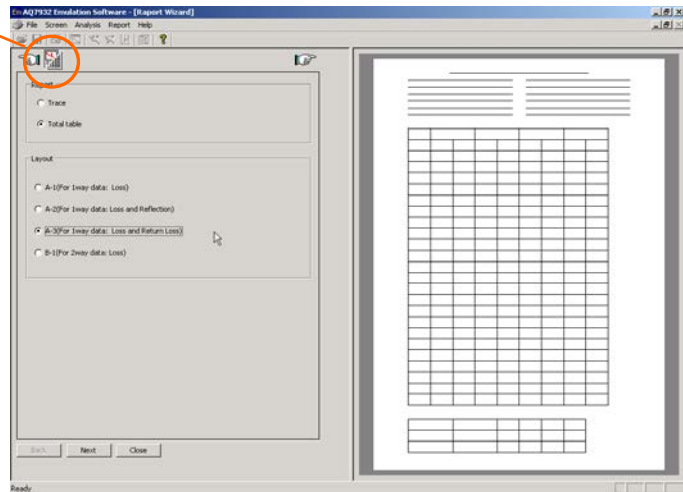 En AQ7932 Emulation Software - [Raport Wizard]
File Screen Analysis Report Help
Report
Trace
Total table
Layout
A-1(For 1way data: Loss)
A-2(For 1way data: Loss and Reflection)
A-3(For 1way data: Loss and Return Loss)
B-1(For 2way data: Loss)
Back Next Close
Ready